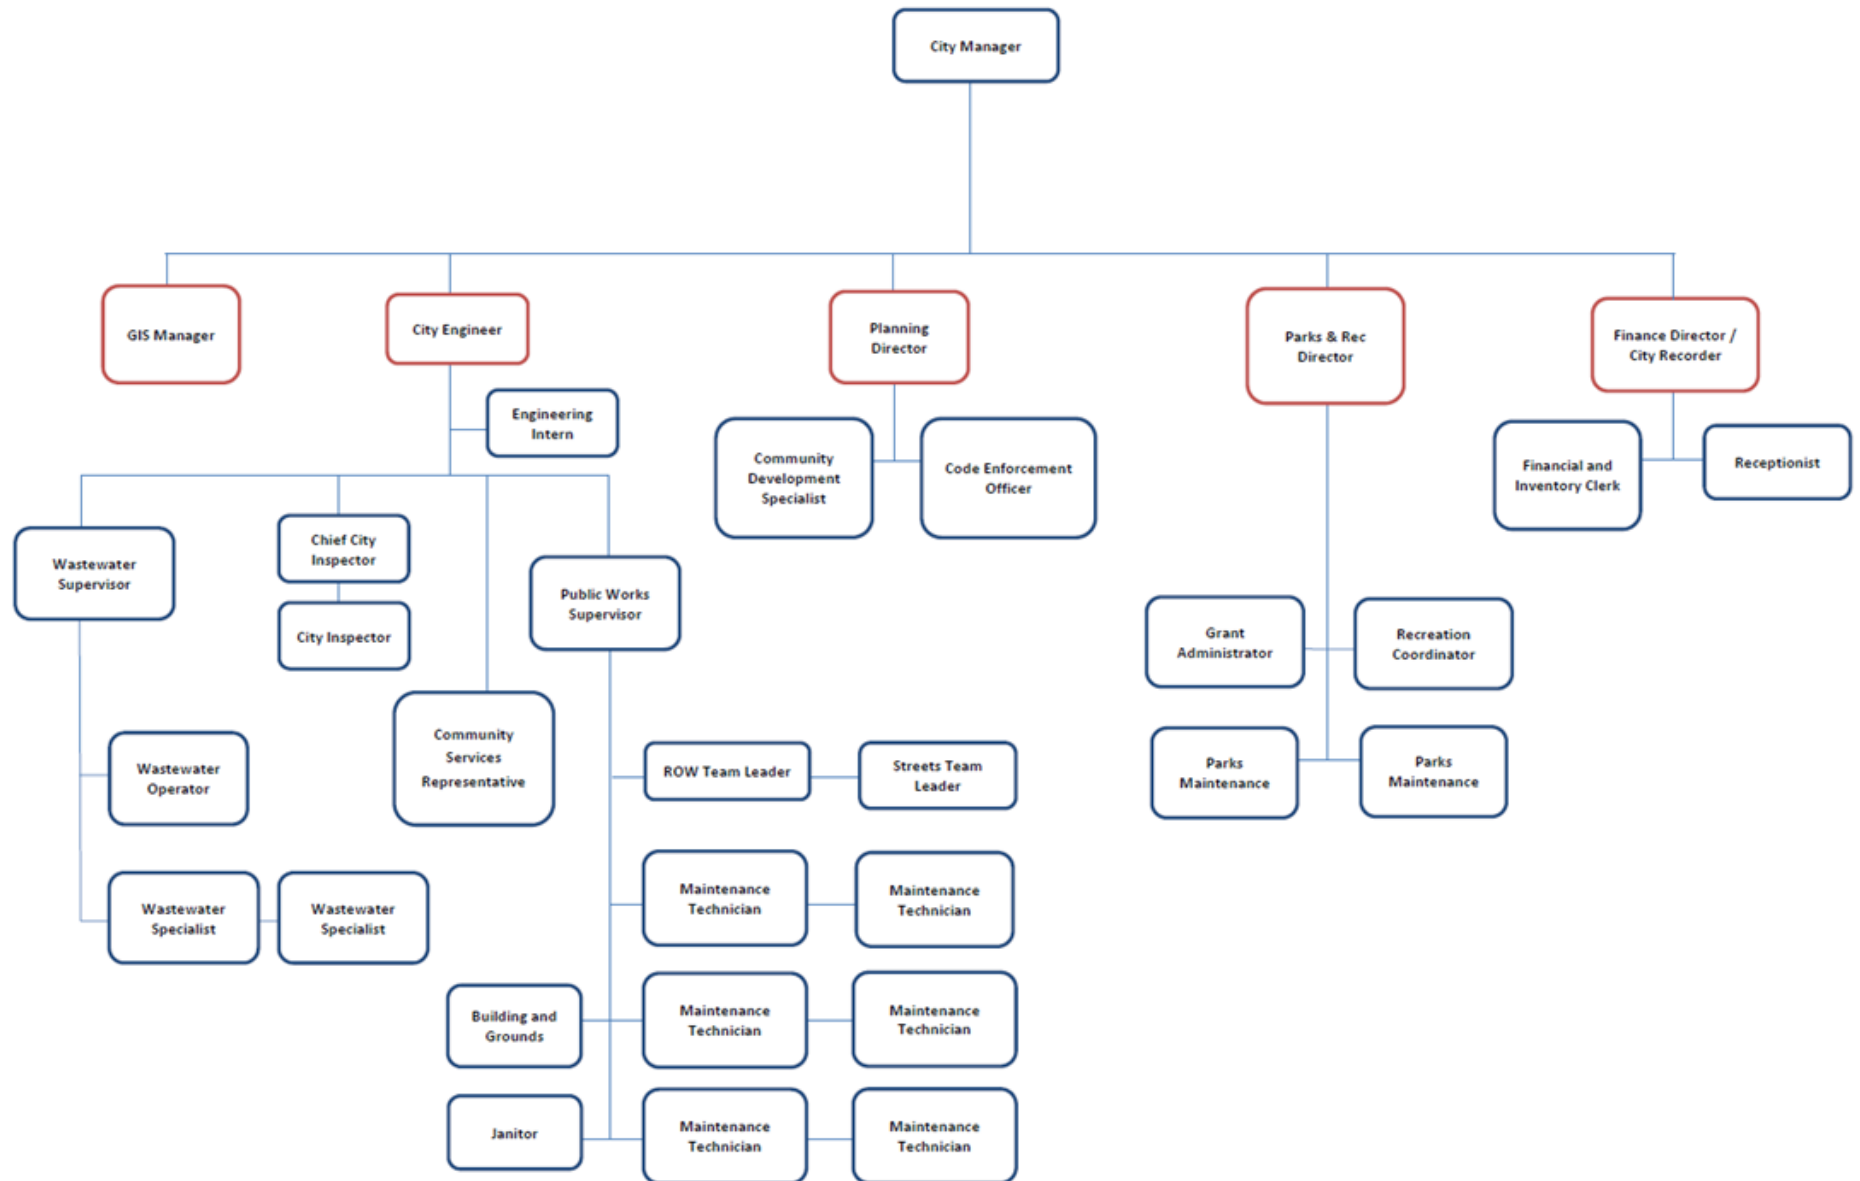 City Manager
GIS Manager
City Engineer
Planning
Director
Parks & Rec
Director
Finance Director /
City Recorder
Engineering
Intern
Community
Development
Specialist
Code Enforcement
Officer
Financial and
Inventory Clerk
Receptionist
Wastewater
Supervisor
Chief City
Inspector
City Inspector
Public Works
Supervisor
Grant
Administrator
Recreation
Coordinator
Community
Services
Representative
Wastewater
Operator
ROW Team Leader
Streets Team
Leader
Parks
Maintenance
Parks
Maintenance
Wastewater
Specialist
Wastewater
Specialist
Maintenance
Technician
Maintenance
Technician
Building and
Grounds
Maintenance
Technician
Maintenance
Technician
Janitor
Maintenance
Technician
Maintenance
Technician